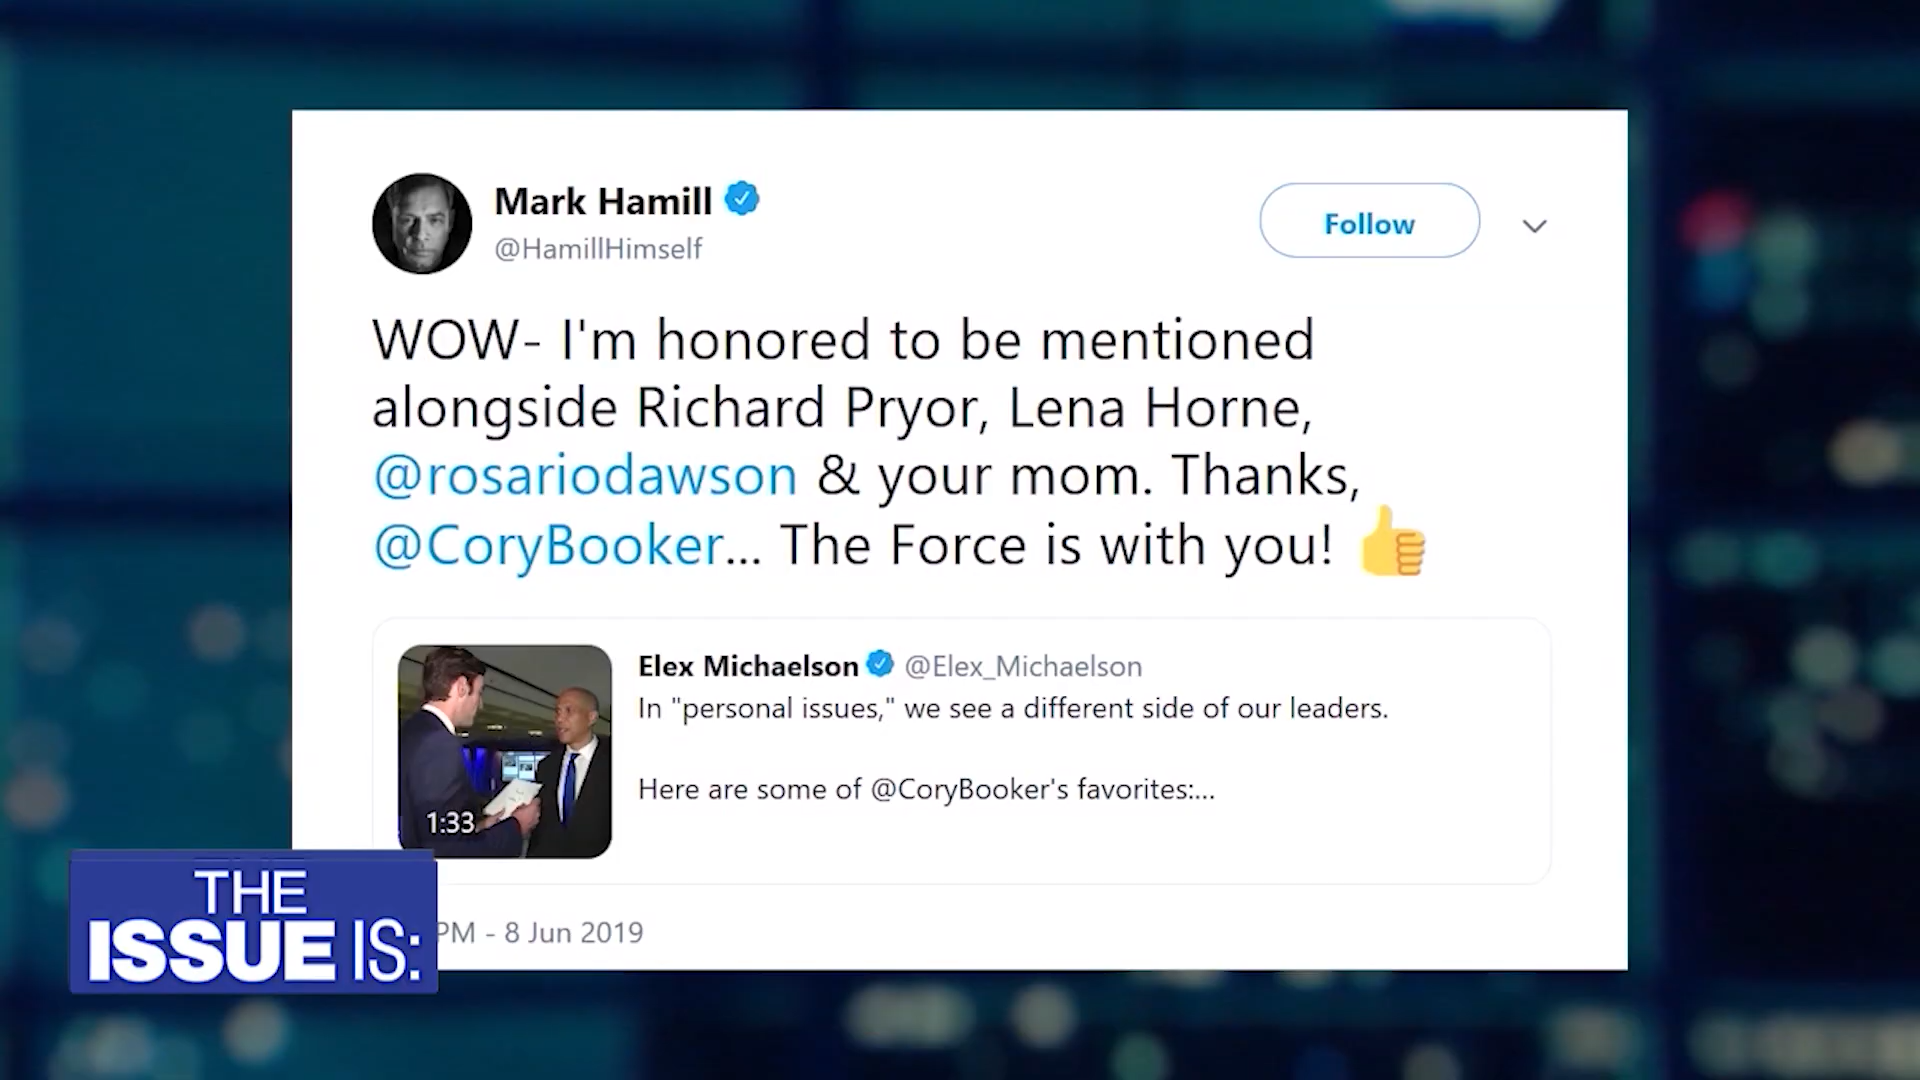 Mark Hamill
@HamillHimself
Follow
WOW- I'm honored to be mentioned
alongside Richard Pryor, Lena Horne,
@rosariodawson & your mom. Thanks,
@CoryBooker... The Force is with you! 👍
Elex Michaelson @Elex_Michaelson
In "personal issues," we see a different side of our leaders.
Here are some of @CoryBooker's favorites:...
1:33
PM - 8 Jun 2019
THE
ISSUE IS: